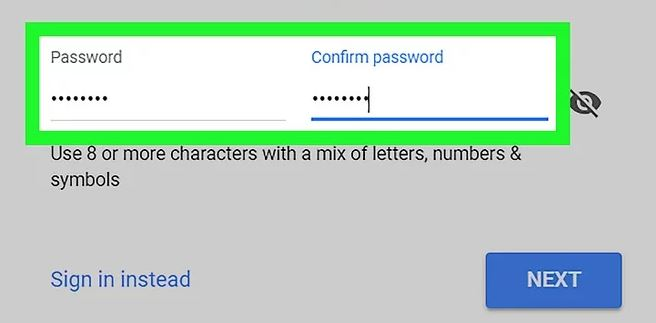 Password Confirm password
•••••••• ••••••••
Use 8 or more characters with a mix of letters, numbers &
symbols
Sign in instead NEXT